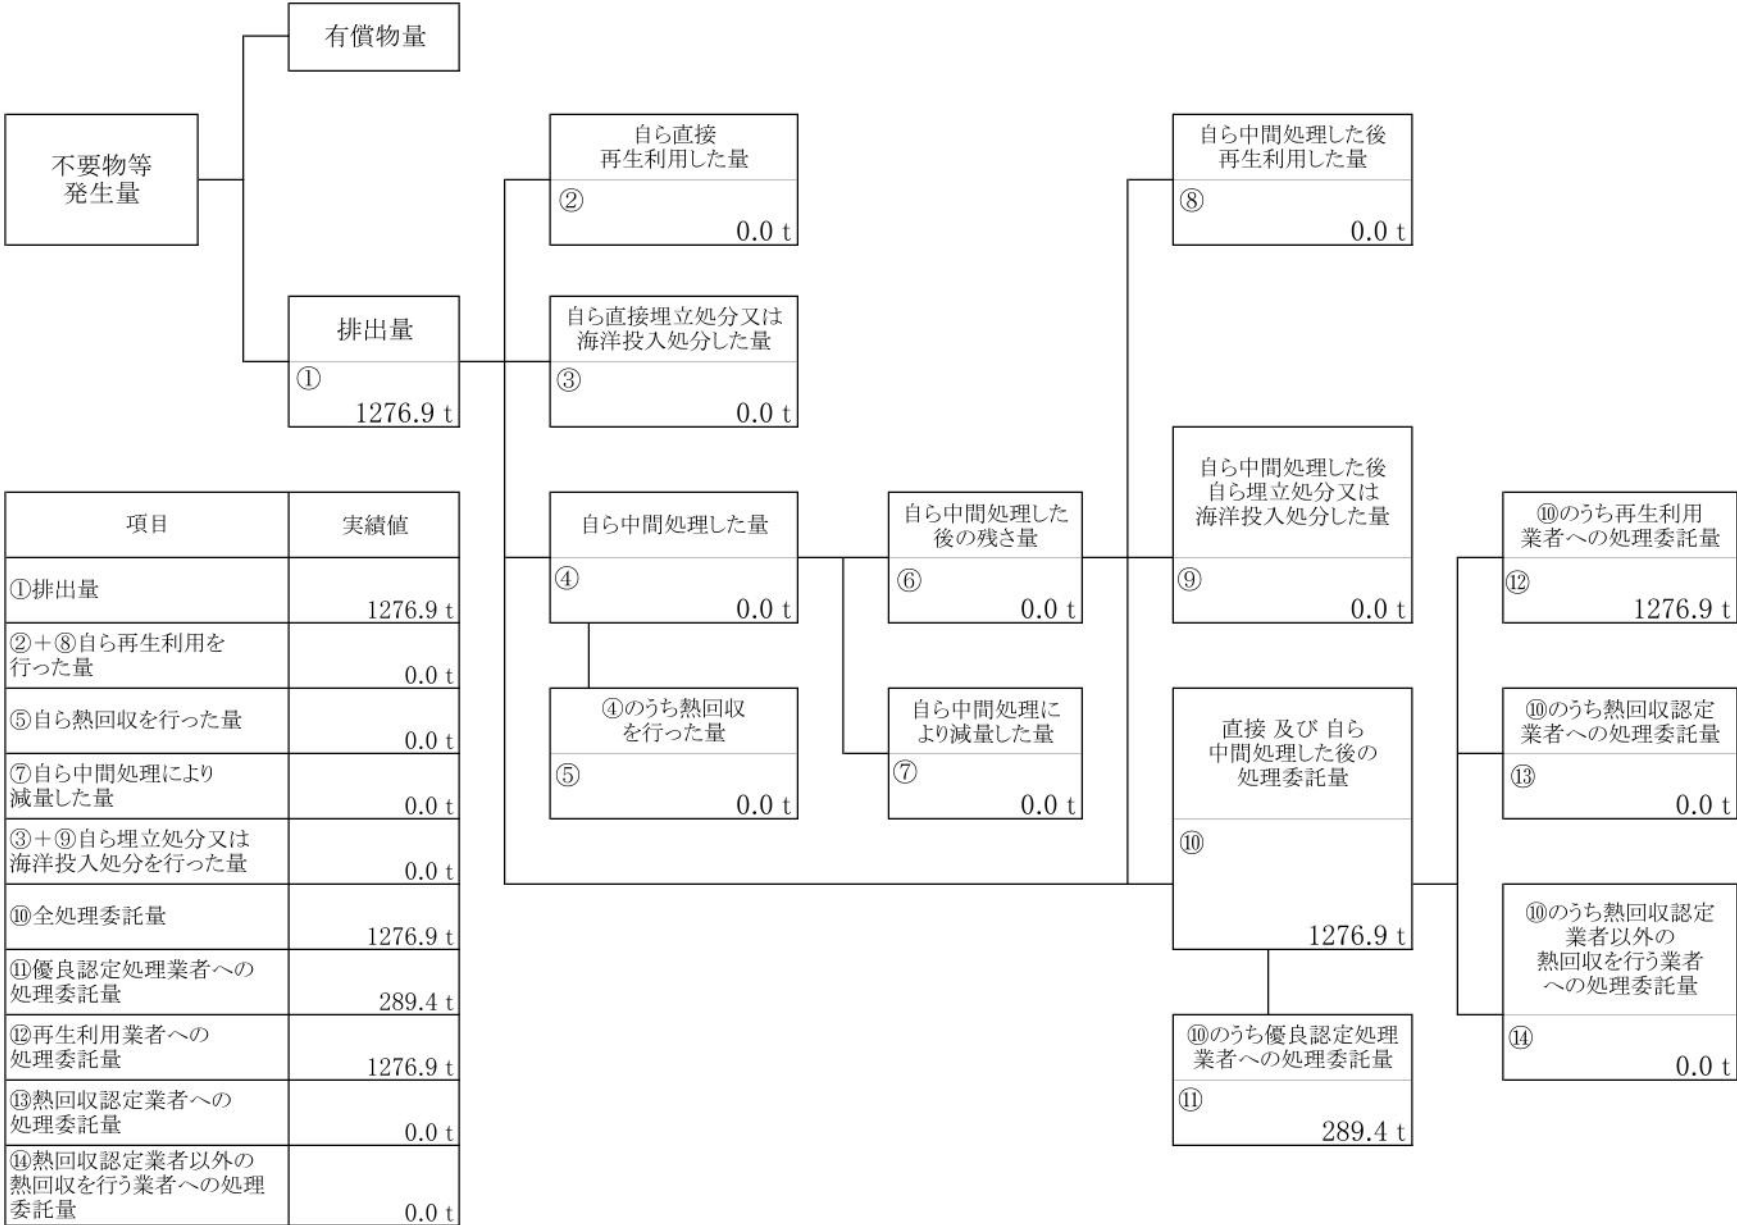 有償物量
不要物等
発生量
排出量
①
1276.9 t
自ら直接
再生利用した量
②
0.0 t
自ら直接埋立処分又は
海洋投入処分した量
③
0.0 t
自ら中間処理した量
④
0.0 t
④のうち熱回収
を行った量
⑤
0.0 t
自ら中間処理した
後の残さ量
⑥
0.0 t
自ら中間処理に
より減量した量
⑦
0.0 t
自ら中間処理した後
再生利用した量
⑧
0.0 t
自ら中間処理した後
自ら埋立処分又は
海洋投入処分した量
⑨
0.0 t
直接 及び 自ら
中間処理した後の
処理委託量
⑩
1276.9 t
⑩のうち優良認定処理
業者への処理委託量
⑪
289.4 t
⑩のうち再生利用
業者への処理委託量
⑫
1276.9 t
⑩のうち熱回収認定
業者への処理委託量
⑬
0.0 t
⑩のうち熱回収認定
業者以外の
熱回収を行う業者
への処理委託量
⑭
0.0 t
項目 実績値
①排出量
1276.9 t
②＋⑧自ら再生利用を
行った量
0.0 t
⑤自ら熱回収を行った量
0.0 t
⑦自ら中間処理により
減量した量
0.0 t
③＋⑨自ら埋立処分又は
海洋投入処分を行った量
0.0 t
⑩全処理委託量
1276.9 t
⑪優良認定処理業者への
処理委託量
289.4 t
⑫再生利用業者への
処理委託量
1276.9 t
⑬熱回収認定業者への
処理委託量
0.0 t
⑭熱回収認定業者以外の
熱回収を行う業者への処理
委託量
0.0 t